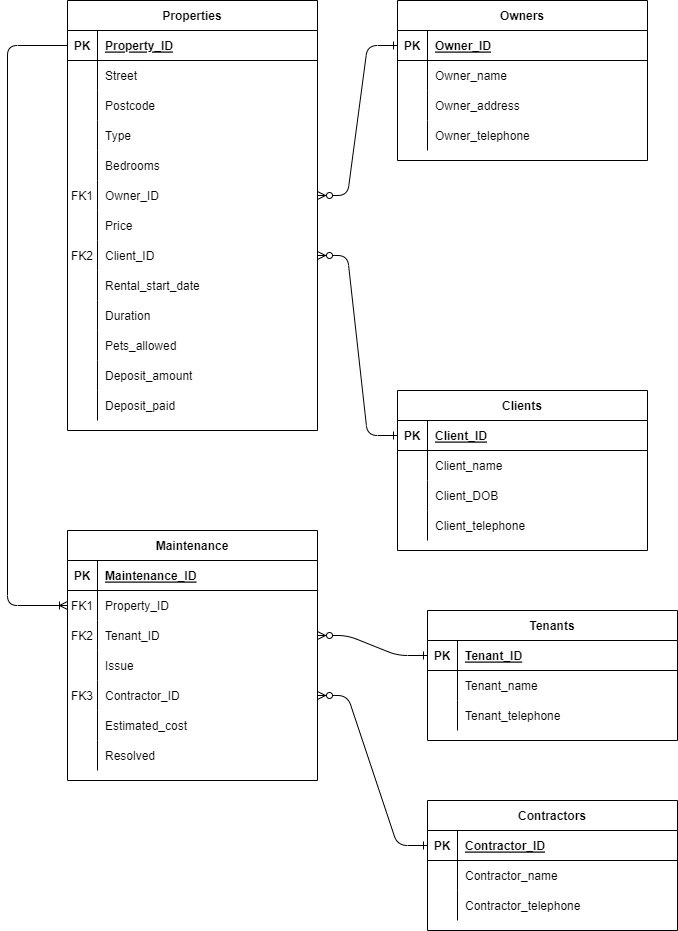 Properties
PK Property_ID
Street
Postcode
Type
Bedrooms
FK1 Owner_ID
Price
FK2 Client_ID
Rental_start_date
Duration
Pets_allowed
Deposit_amount
Deposit_paid
Owners
PK Owner_ID
Owner_name
Owner_address
Owner_telephone
Clients
PK Client_ID
Client_name
Client_DOB
Client_telephone
Maintenance
PK Maintenance_ID
FK1 Property_ID
FK2 Tenant_ID
Issue
FK3 Contractor_ID
Estimated_cost
Resolved
Tenants
PK Tenant_ID
Tenant_name
Tenant_telephone
Contractors
PK Contractor_ID
Contractor_name
Contractor_telephone